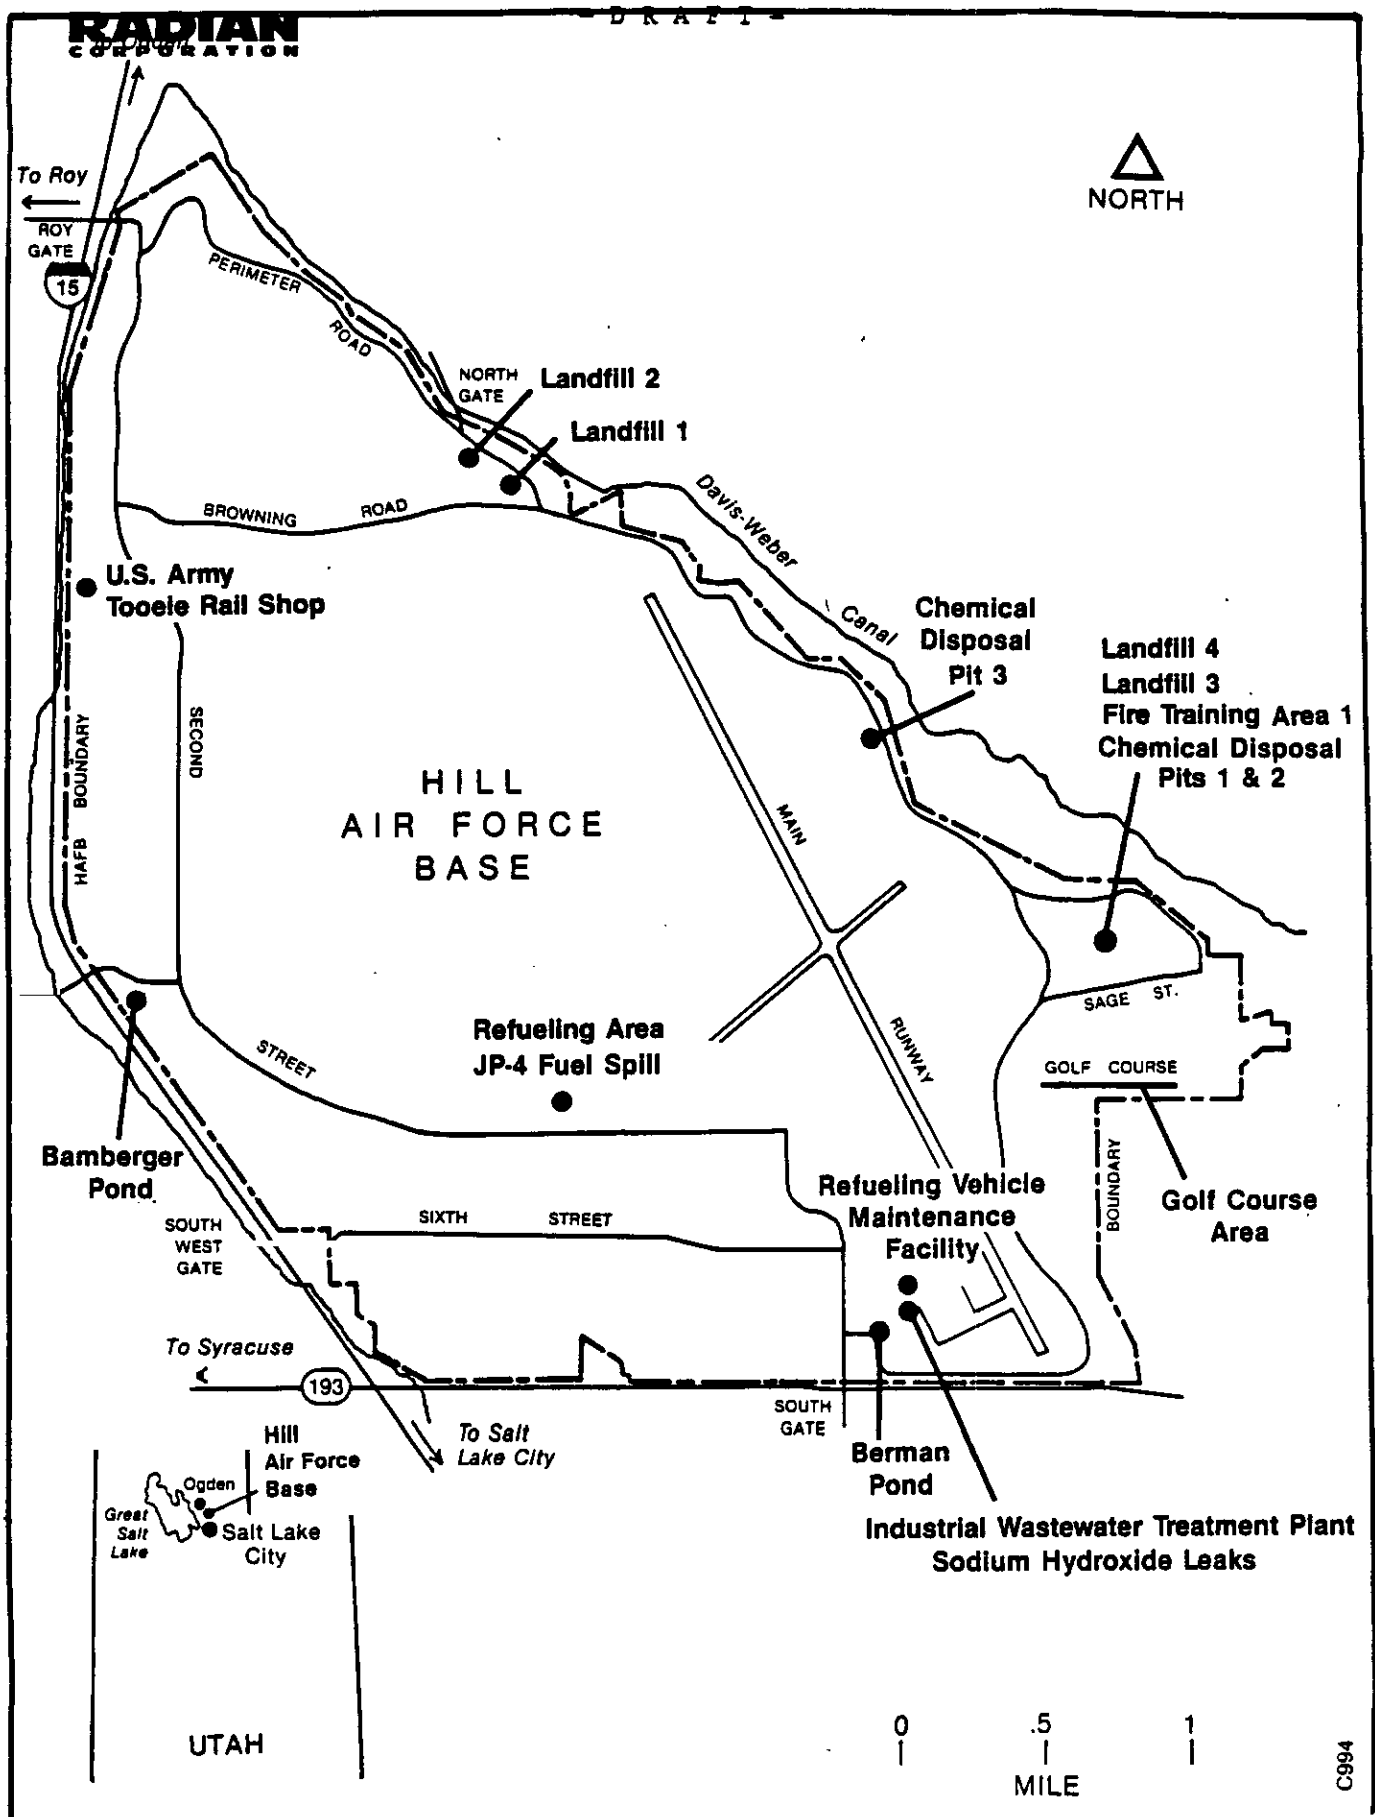 - D R A F T -
RADIAN
CORPORATION
To Roy
ROY
GATE
15
NORTH
PERIMETER
ROAD
NORTH
GATE
Landfill 2
Landfill 1
BROWNING ROAD
Davis-Weber
Canal
U.S. Army
Tooele Rail Shop
Chemical
Disposal
Pit 3
Landfill 4
Landfill 3
Fire Training Area 1
Chemical Disposal
Pits 1 & 2
HAFB BOUNDARY
SECOND
HILL
AIR FORCE
BASE
MAIN
RUNWAY
SAGE ST.
STREET
Refueling Area
JP-4 Fuel Spill
GOLF COURSE
BOUNDARY
Golf Course
Area
Bamberger
Pond
SOUTH
WEST
GATE
SIXTH STREET
Refueling Vehicle
Maintenance
Facility
To Syracuse
193
SOUTH
GATE
To Salt
Lake City
Berman
Pond
Industrial Wastewater Treatment Plant
Sodium Hydroxide Leaks
Hill
Air Force
Base
Ogden
Great
Salt
Lake
Salt Lake
City
UTAH
0 .5 1
MILE
C994